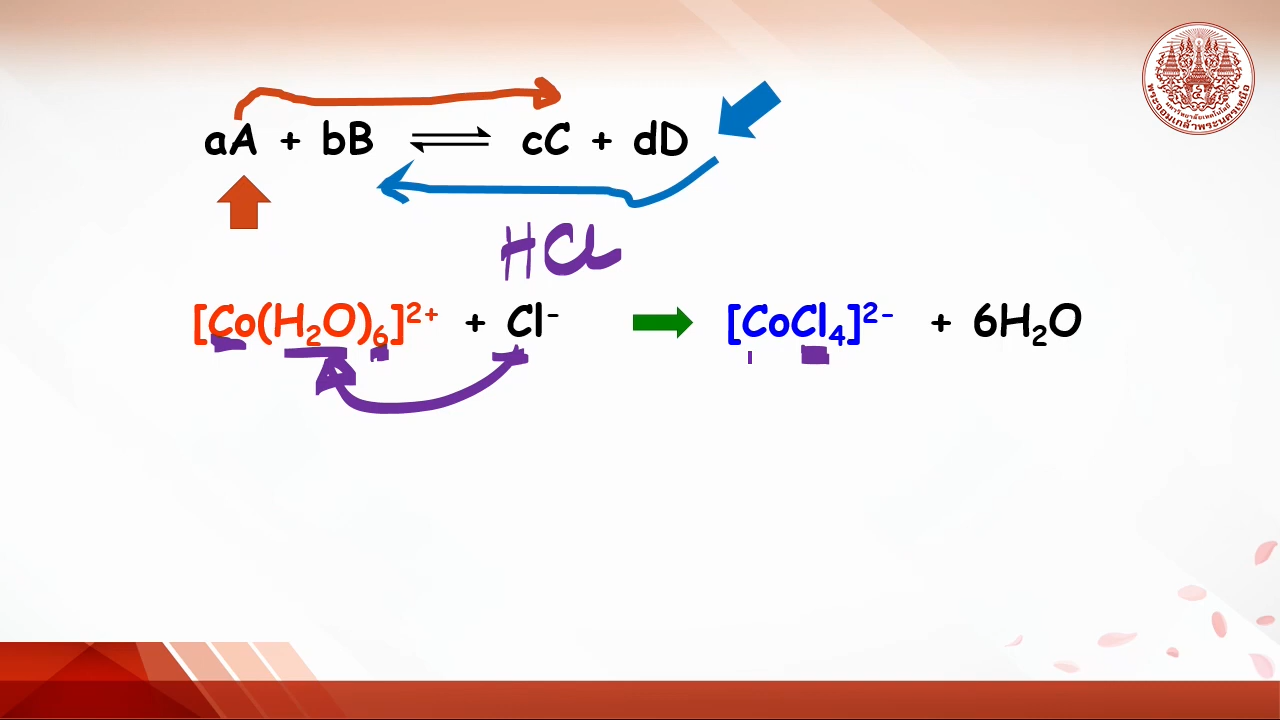 aA + bB ⇌ cC + dD
HCl
[Co(H₂O)₆]²⁺ + Cl⁻ → [CoCl₄]²⁻ + 6H₂O